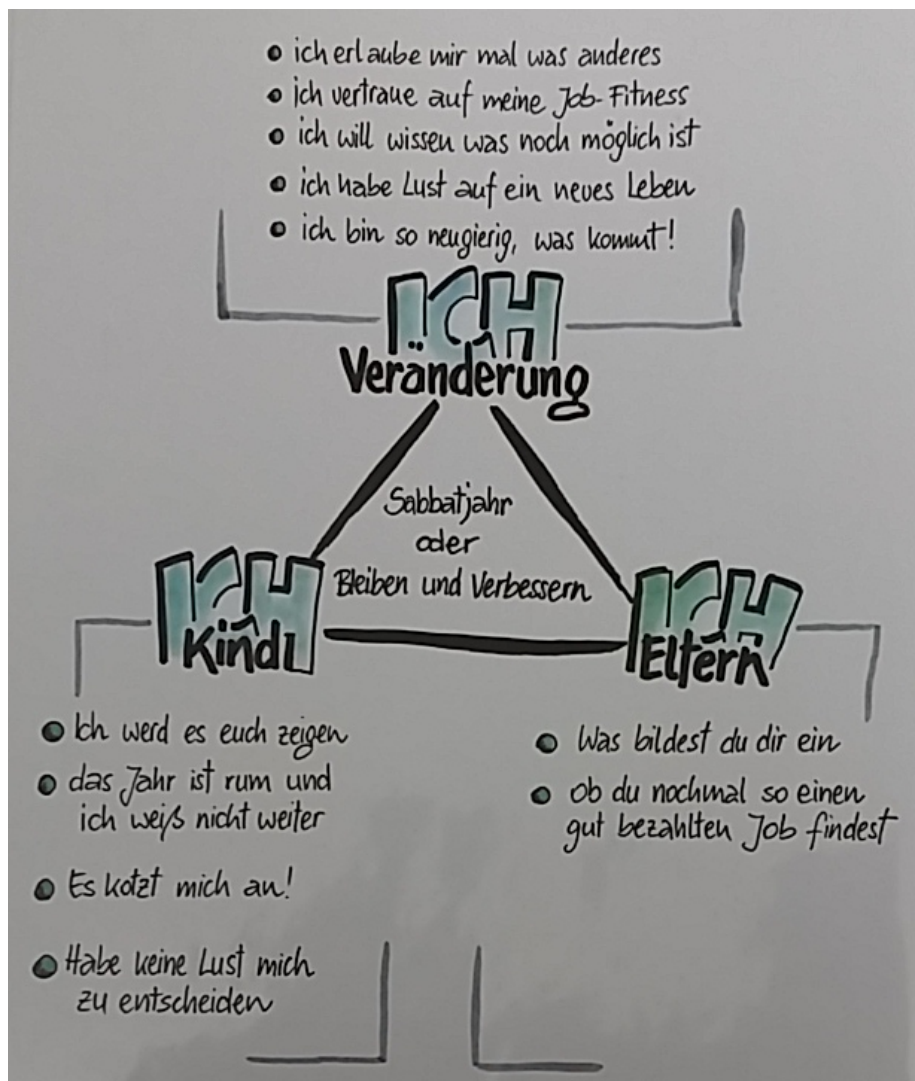 • ich erlaube mir mal was anderes
• ich vertraue auf meine Job-Fitness
• ich will wissen was noch möglich ist
• ich habe Lust auf ein neues Leben
• ich bin so neugierig, was kommt!
ICH
Veränderung
Sabbatjahr
oder
Bleiben und Verbessern
ICH
Kindl
ICH
Eltern
• Ich werd es euch zeigen
• das Jahr ist rum und
ich weiß nicht weiter
• Es kotzt mich an!
• Habe keine Lust mich
zu entscheiden
• Was bildest du dir ein
• ob du nochmal so einen
gut bezahlten Job findest